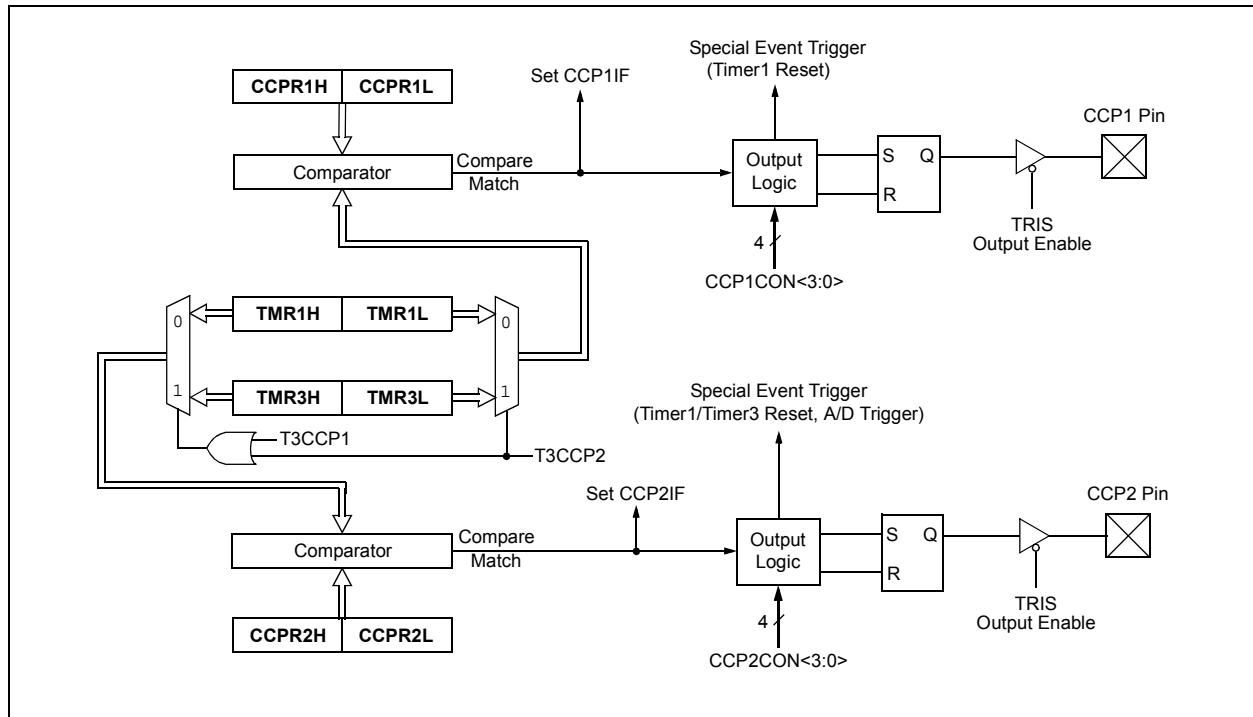 Special Event Trigger
(Timer1 Reset)
Set CCP1IF
CCPR1H CCPR1L
CCP1 Pin
Comparator
Compare
Match
Output
Logic
S Q
R
TRIS
Output Enable
4
CCP1CON<3:0>
0
TMR1H TMR1L
0
1
TMR3H TMR3L
1
T3CCP1
T3CCP2
Special Event Trigger
(Timer1/Timer3 Reset, A/D Trigger)
Set CCP2IF
CCP2 Pin
Comparator
Compare
Match
Output
Logic
S Q
R
TRIS
Output Enable
4
CCPR2H CCPR2L
CCP2CON<3:0>